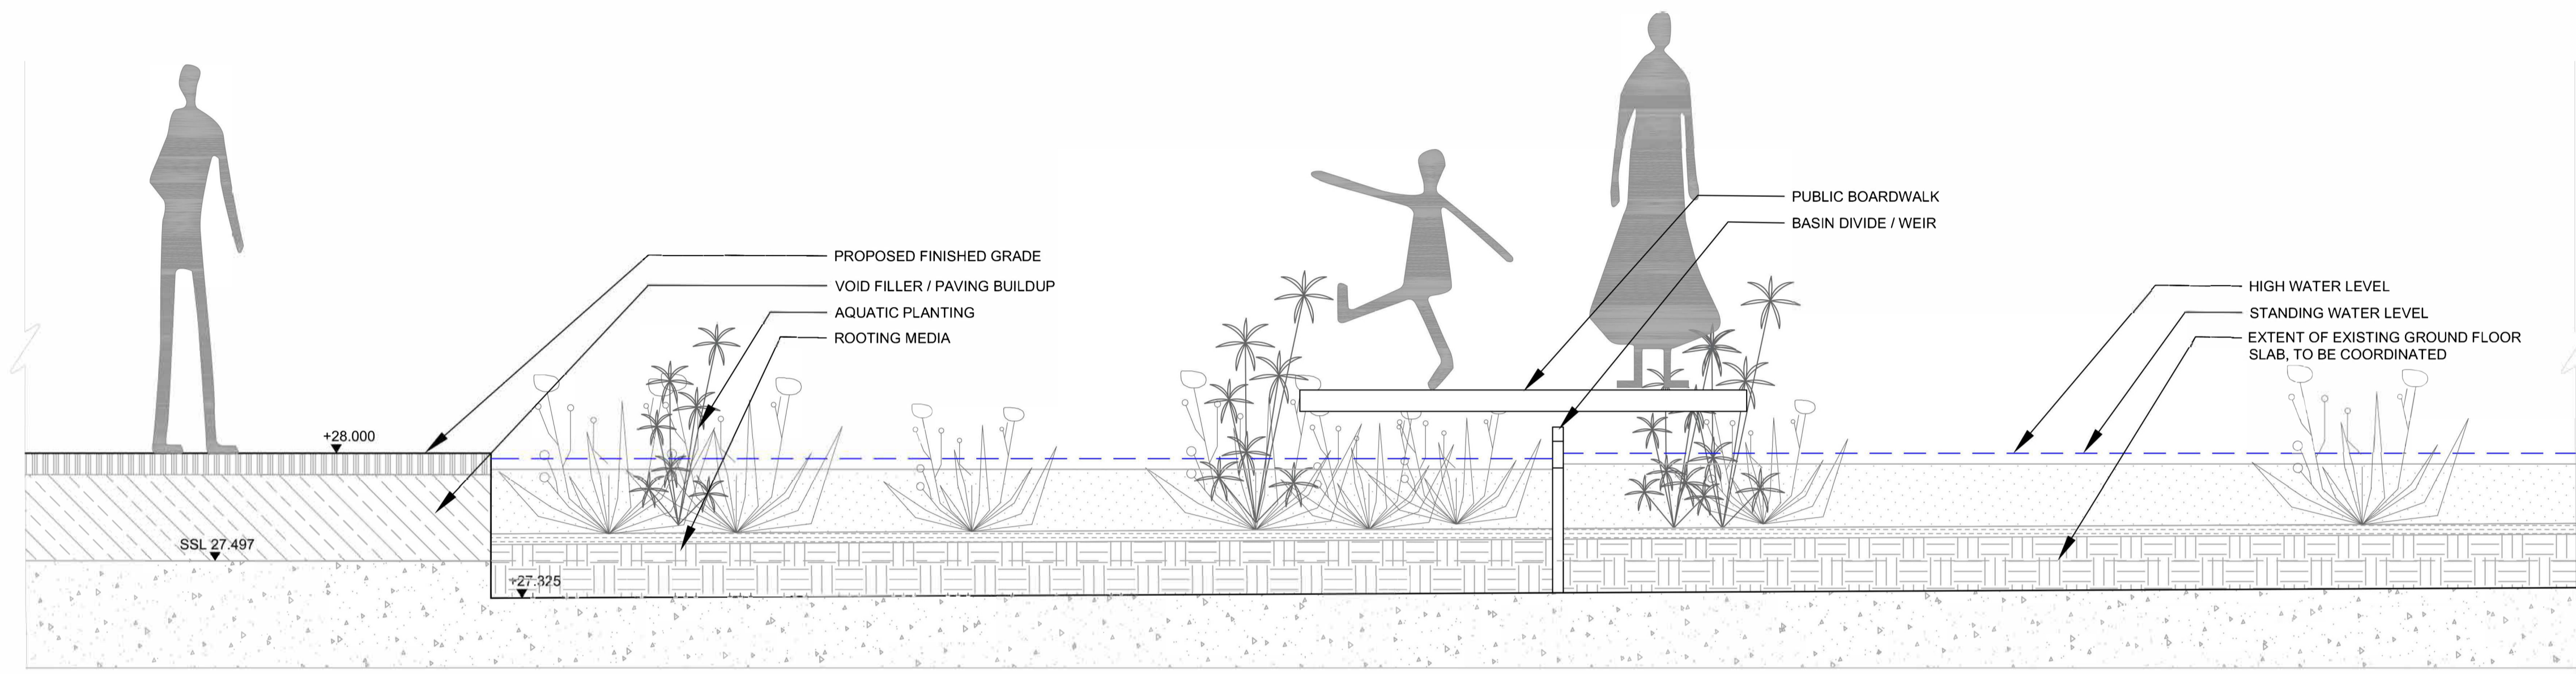 PUBLIC BOARDWALK
BASIN DIVIDE / WEIR
PROPOSED FINISHED GRADE
VOID FILLER / PAVING BUILDUP
AQUATIC PLANTING
ROOTING MEDIA
HIGH WATER LEVEL
STANDING WATER LEVEL
EXTENT OF EXISTING GROUND FLOOR
SLAB, TO BE COORDINATED
+28.000
SSL 27.497
+27.325